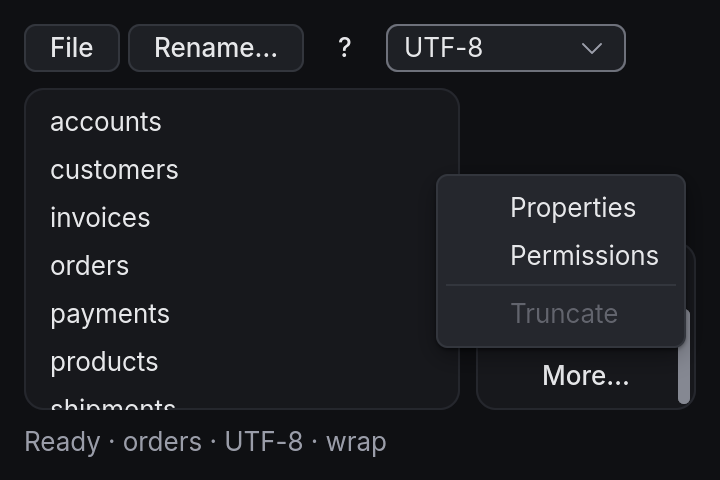 File Rename... ? UTF-8
accounts
customers
invoices
orders
payments
products
shipments
Properties
Permissions
Truncate
More...
Ready · orders · UTF-8 · wrap